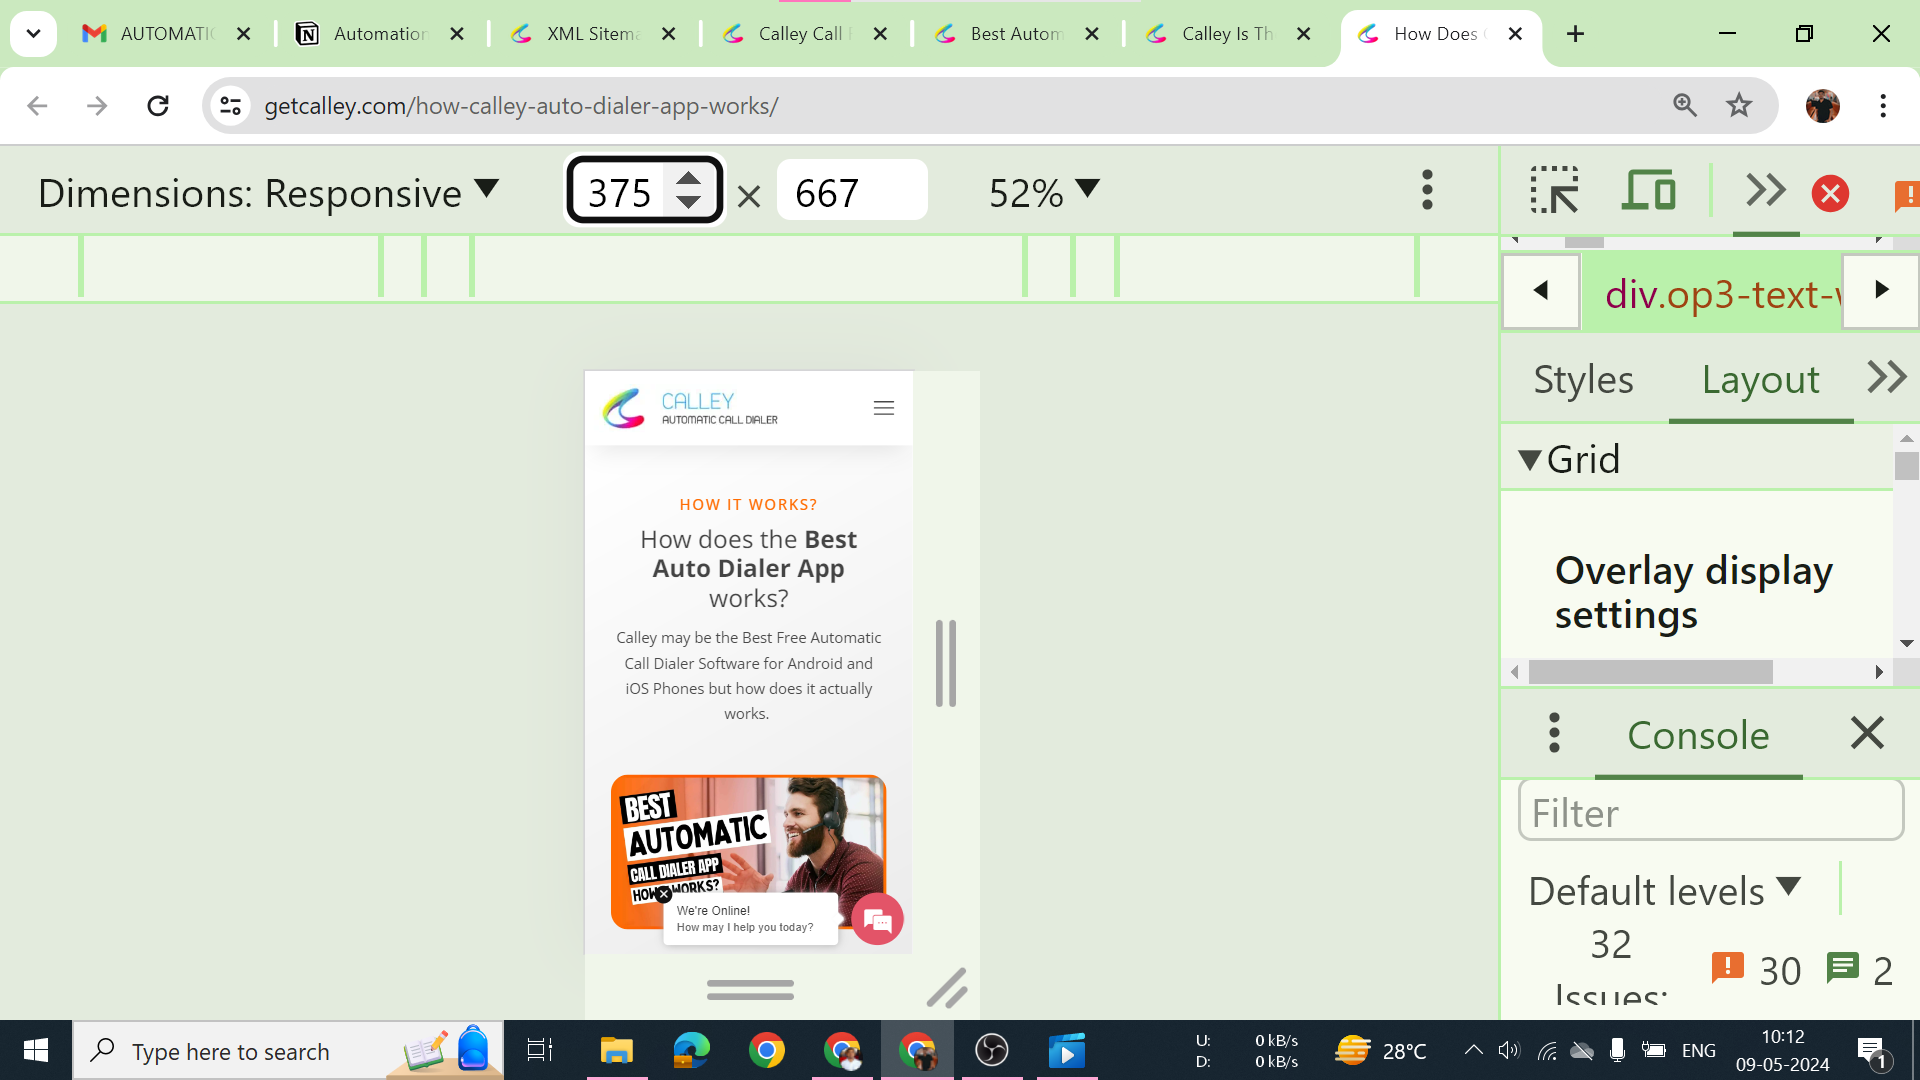 AUTOMATIC
Automation
XML Sitema
Calley Call
Best Autom
Calley Is Th
How Does
getcalley.com/how-calley-auto-dialer-app-works/
Dimensions: Responsive
375 × 667
52%
div.op3-text-w
Styles
Layout
Grid
Overlay display
settings
Console
Filter
Default levels
32
Issues:
30
2
CALLEY
AUTOMATIC CALL DIALER
HOW IT WORKS?
How does the Best
Auto Dialer App
works?
Calley may be the Best Free Automatic
Call Dialer Software for Android and
iOS Phones but how does it actually
works.
BEST
AUTOMATIC
CALL DIALER APP
We're Online!
How may I help you today?
Type here to search
U: 0 kB/s
D: 0 kB/s
28°C
ENG
10:12
09-05-2024
1